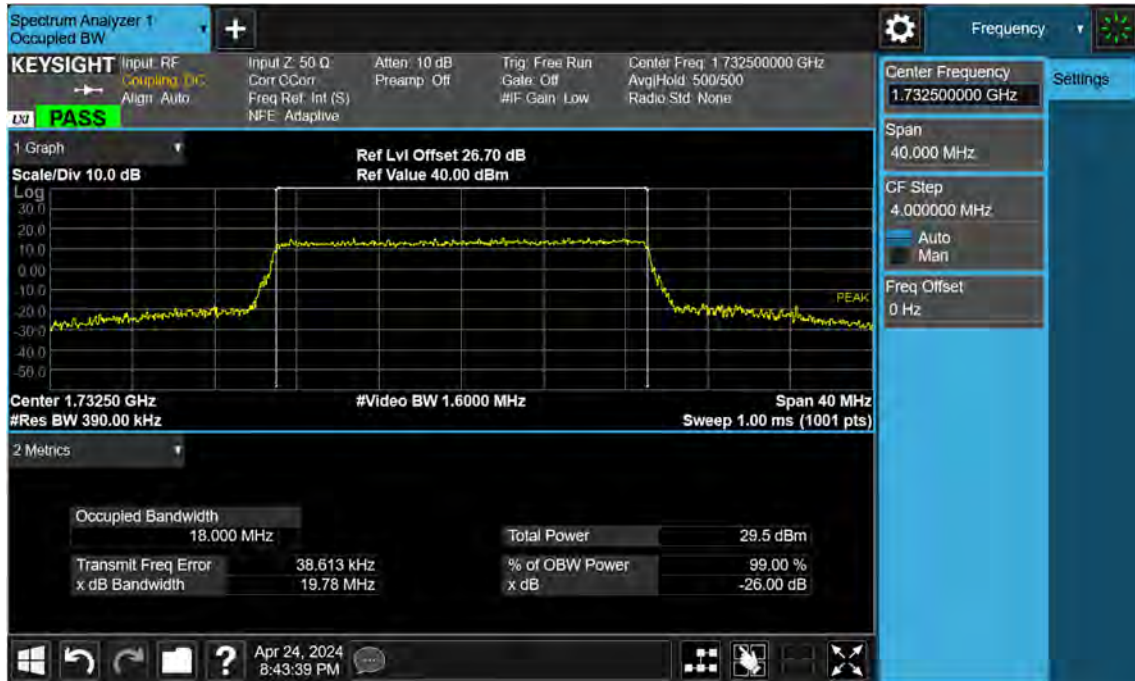 Spectrum Analyzer 1
Occupied BW
+
Frequency
KEYSIGHT
Input: RF
Coupling: DC
Align: Auto
Input Z: 50 Ω
Corr CCorr
Freq Ref: Int (S)
NFE: Adaptive
Atten: 10 dB
Preamp: Off
Trig: Free Run
Gate: Off
#IF Gain: Low
Center Freq: 1.732500000 GHz
Avg|Hold: 500/500
Radio Std: None
LXI PASS
1 Graph
Scale/Div 10.0 dB
Ref Lvl Offset 26.70 dB
Ref Value 40.00 dBm
Log
30.0
20.0
10.0
0.00
-10.0
-20.0
-30.0
-40.0
-50.0
PEAK
Center 1.73250 GHz
#Video BW 1.6000 MHz
Span 40 MHz
#Res BW 390.00 kHz
Sweep 1.00 ms (1001 pts)
2 Metrics
Occupied Bandwidth
18.000 MHz
Total Power 29.5 dBm
Transmit Freq Error 38.613 kHz
% of OBW Power 99.00 %
x dB Bandwidth 19.78 MHz
x dB -26.00 dB
Center Frequency
1.732500000 GHz
Settings
Span
40.000 MHz
CF Step
4.000000 MHz
Auto
Man
Freq Offset
0 Hz
?
Apr 24, 2024
8:43:39 PM